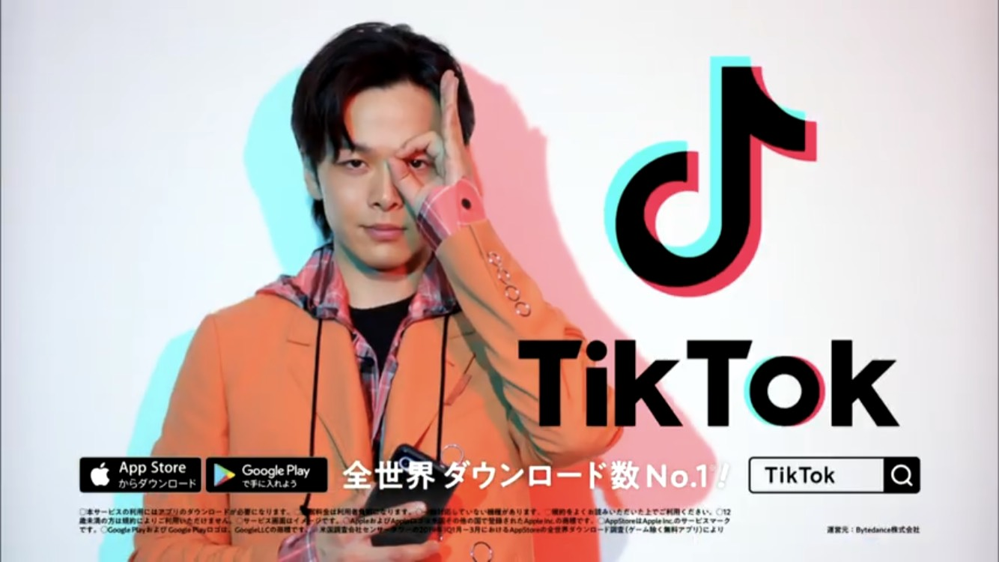 TikTok
App Store
からダウンロード
Google Play
で手に入れよう
全世界 ダウンロード数 No.1!
TikTok
○本サービスの利用にはアプリのダウンロードが必要になります。 料金は利用者負担になります。 対応していない機種があります。 規約をよくお読みいただいた上でご利用ください。○12
歳未満の方は規約によりご利用いただけません。○サービス画面はイメージです。○AppleおよびAppleロゴは米国その他の国で登録されたApple Inc.の商標です。○AppStoreはApple Inc.のサービスマーク
です。○Google PlayおよびGoogle Playロゴは、GoogleLLCの商標です。 米国調査会社センサータワーの2019年1Q1月-3月におけるAppStoreの全世界ダウンロード調査(ゲーム除く無料アプリ)により
運営元:Bytedance株式会社